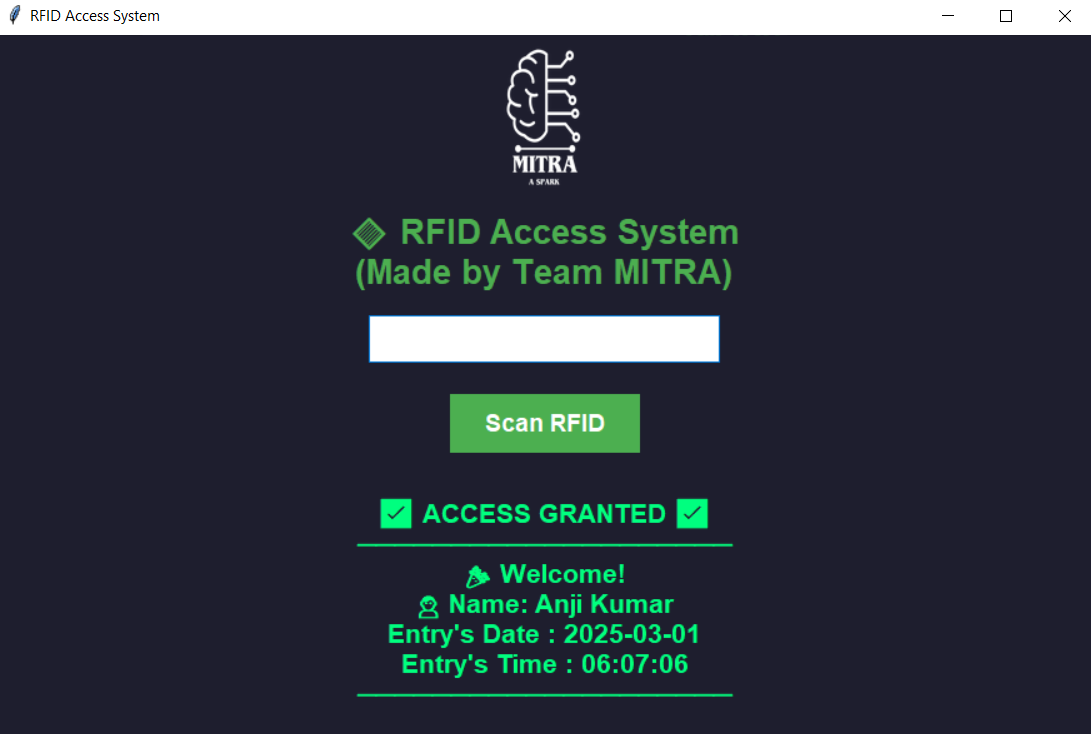 RFID Access System
MITRA
A SPARK
RFID Access System
(Made by Team MITRA)
Scan RFID
✅ ACCESS GRANTED ✅
🎉 Welcome!
👤 Name: Anji Kumar
Entry's Date : 2025-03-01
Entry's Time : 06:07:06